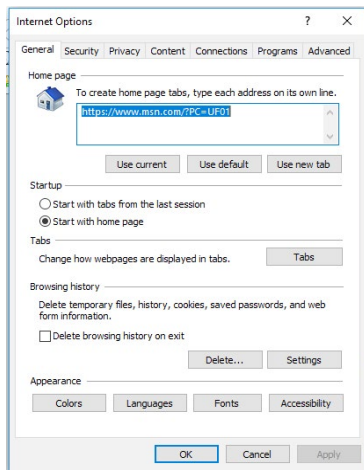 Internet Options
? X
General Security Privacy Content Connections Programs Advanced
Home page
To create home page tabs, type each address on its own line.
https://www.msn.com/?PC=UF01
Use current Use default Use new tab
Startup
Start with tabs from the last session
Start with home page
Tabs
Change how webpages are displayed in tabs. Tabs
Browsing history
Delete temporary files, history, cookies, saved passwords, and web
form information.
Delete browsing history on exit
Delete... Settings
Appearance
Colors Languages Fonts Accessibility
OK Cancel Apply